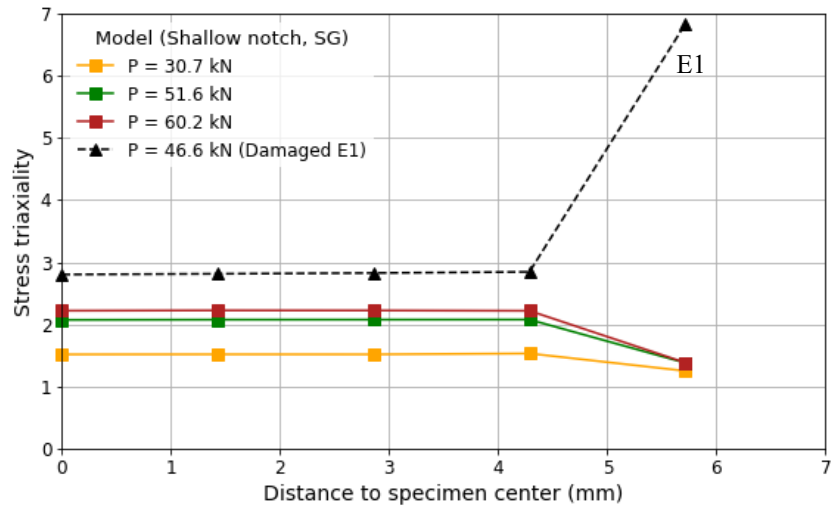 7
6
5
4
3
2
1
0
Stress triaxiality
Model (Shallow notch, SG)
P = 30.7 kN
P = 51.6 kN
P = 60.2 kN
P = 46.6 kN (Damaged E1)
E1
0 1 2 3 4 5 6 7
Distance to specimen center (mm)